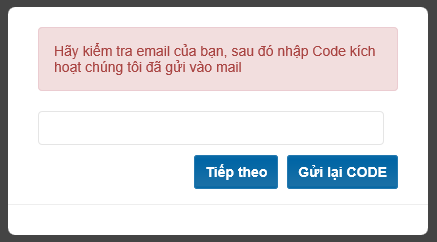 Hãy kiểm tra email của bạn, sau đó nhập Code kích
hoạt chúng tôi đã gửi vào mail
Tiếp theo
Gửi lại CODE